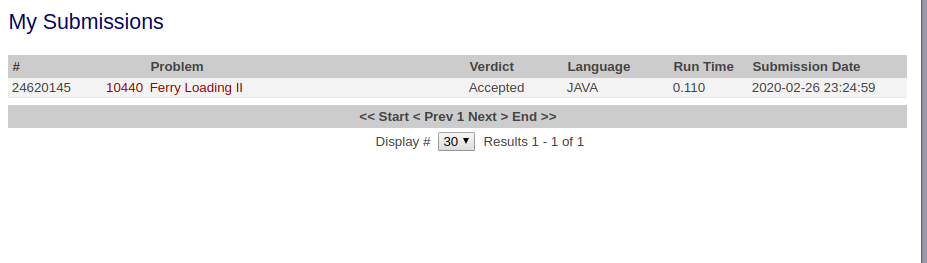 My Submissions
# Problem Verdict Language Run Time Submission Date
24620145 10440 Ferry Loading II Accepted JAVA 0.110 2020-02-26 23:24:59
<< Start < Prev 1 Next > End >>
Display # 30 Results 1 - 1 of 1